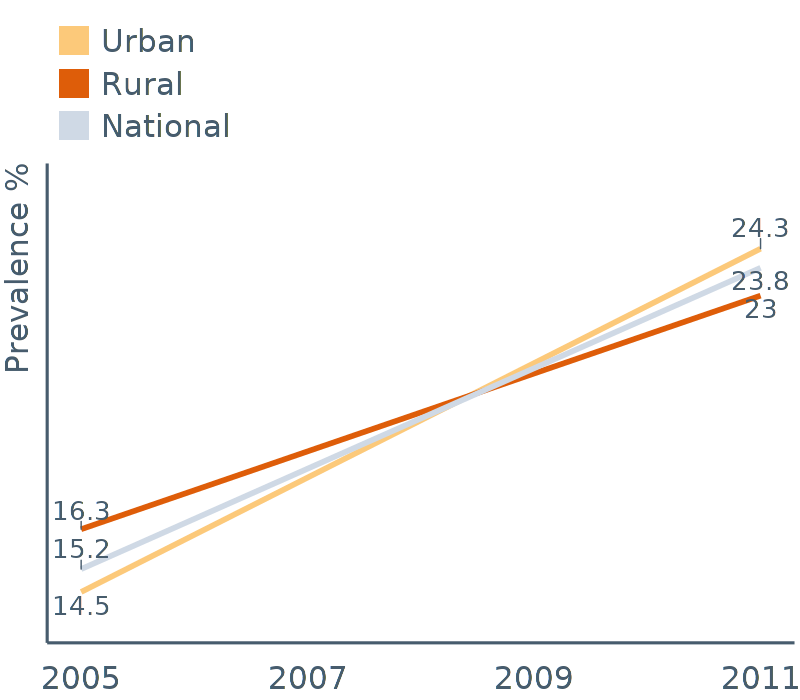 Urban
Rural
National
Prevalence %
24.3
23.8
23
16.3
15.2
14.5
2005 2007 2009 2011